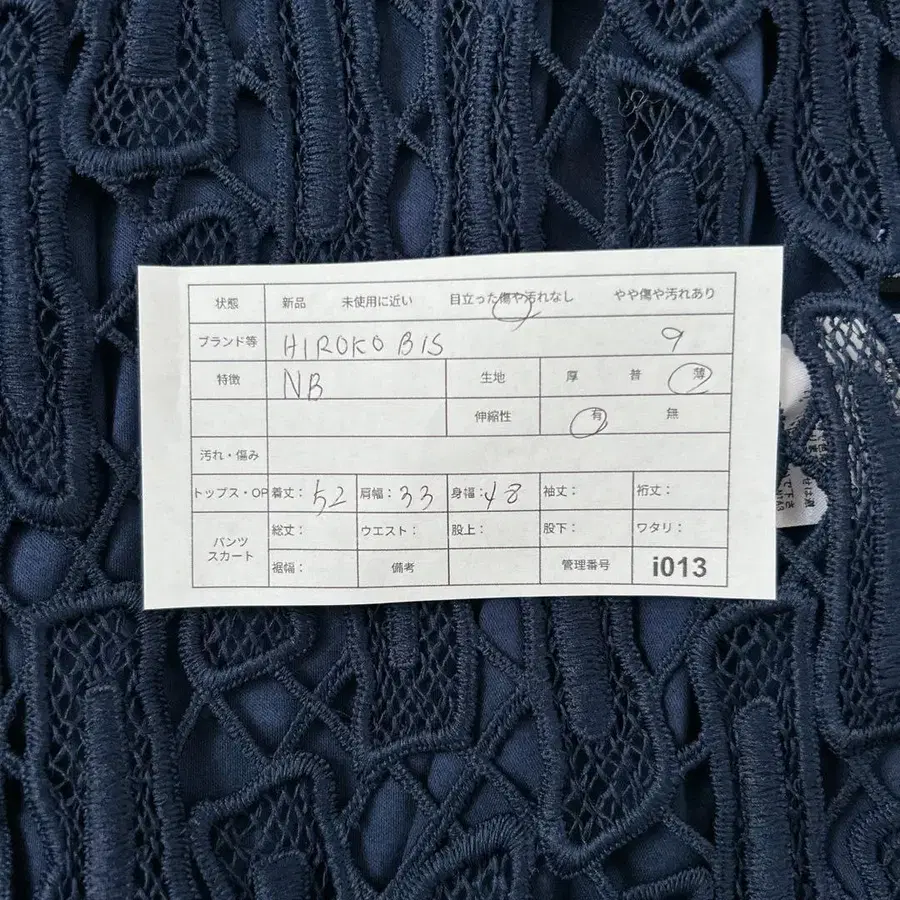 状態 新品 未使用に近い 目立った傷や汚れなし やや傷や汚れあり
ブランド等 HIROKO BIS 9
特徴 NB 生地 厚 普 薄
伸縮性 有 無
汚れ・傷み
トップス・OP 着丈：52 肩幅：33 身幅：48 袖丈： 裄丈：
パンツ スカート 総丈： ウエスト： 股上： 股下： ワタリ：
裾幅： 備考 管理番号 i013